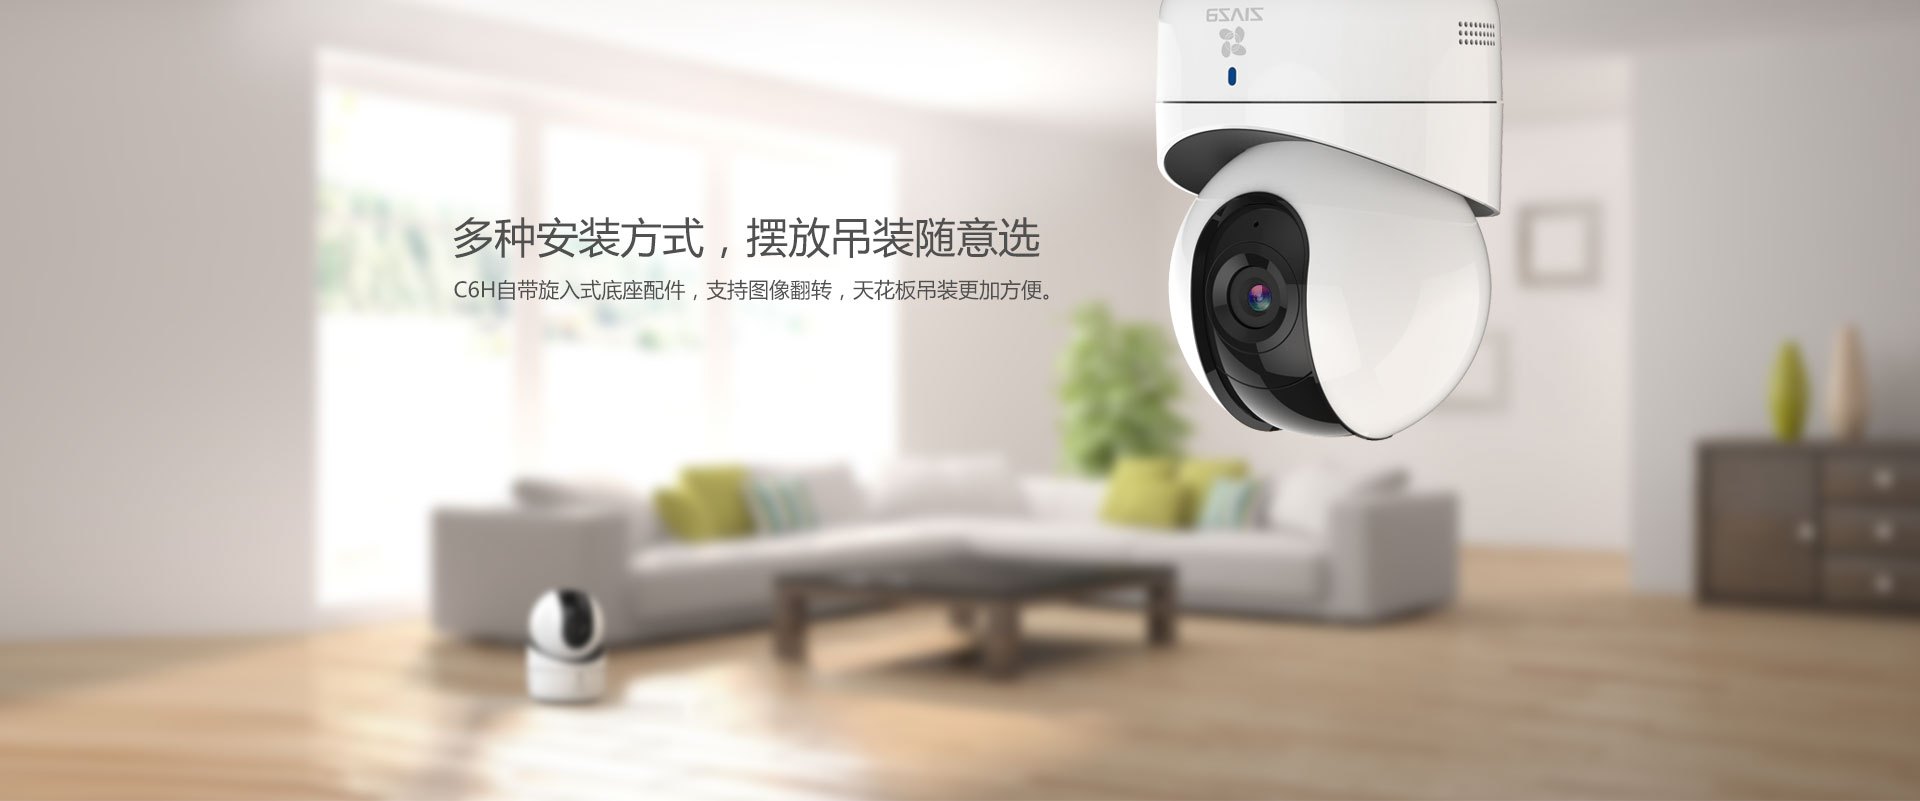 EZVIZ
多种安装方式，摆放吊装随意选
C6H自带旋入式底座配件，支持图像翻转，天花板吊装更加方便。